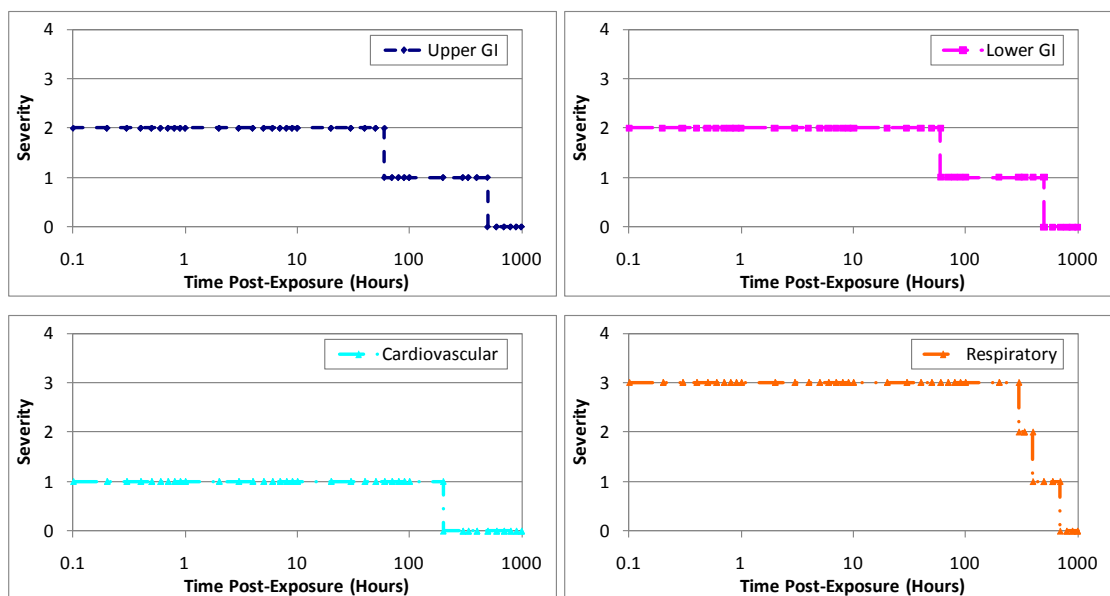 4
3
2
1
0
Severity
Upper GI
0.1 1 10 100 1000
Time Post-Exposure (Hours)
4
3
2
1
0
Severity
Lower GI
0.1 1 10 100 1000
Time Post-Exposure (Hours)
4
3
2
1
0
Severity
Cardiovascular
0.1 1 10 100 1000
Time Post-Exposure (Hours)
4
3
2
1
0
Severity
Respiratory
0.1 1 10 100 1000
Time Post-Exposure (Hours)